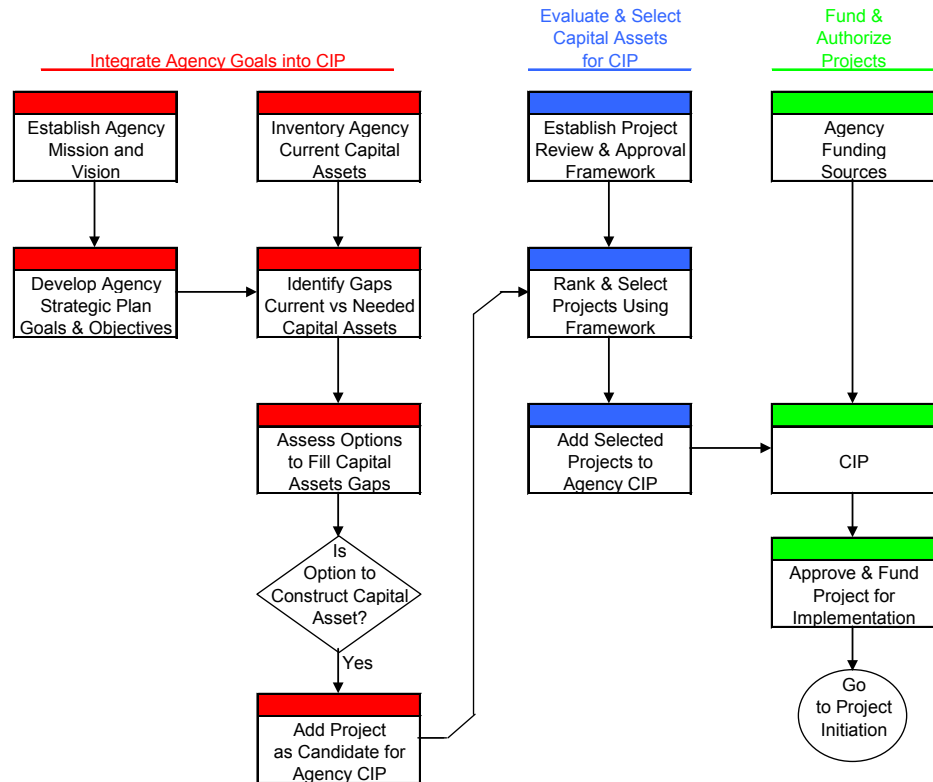 Integrate Agency Goals into CIP
Evaluate & Select
Capital Assets
for CIP
Fund &
Authorize
Projects
Establish Agency
Mission and
Vision
Inventory Agency
Current Capital
Assets
Establish Project
Review & Approval
Framework
Agency
Funding
Sources
Develop Agency
Strategic Plan
Goals & Objectives
Identify Gaps
Current vs Needed
Capital Assets
Rank & Select
Projects Using
Framework
Assess Options
to Fill Capital
Assets Gaps
Add Selected
Projects to
Agency CIP
CIP
Is
Option to
Construct Capital
Asset?
Yes
Approve & Fund
Project for
Implementation
Add Project
as Candidate for
Agency CIP
Go
to Project
Initiation